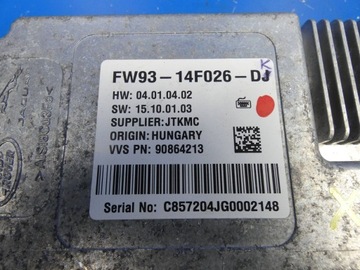 FW93-14F026-DJ
HW: 04.01.04.02
SW: 15.10.01.03
SUPPLIER:JTKMC
ORIGIN: HUNGARY
VVS PN: 90864213
Serial No: C857204JG0002148
K